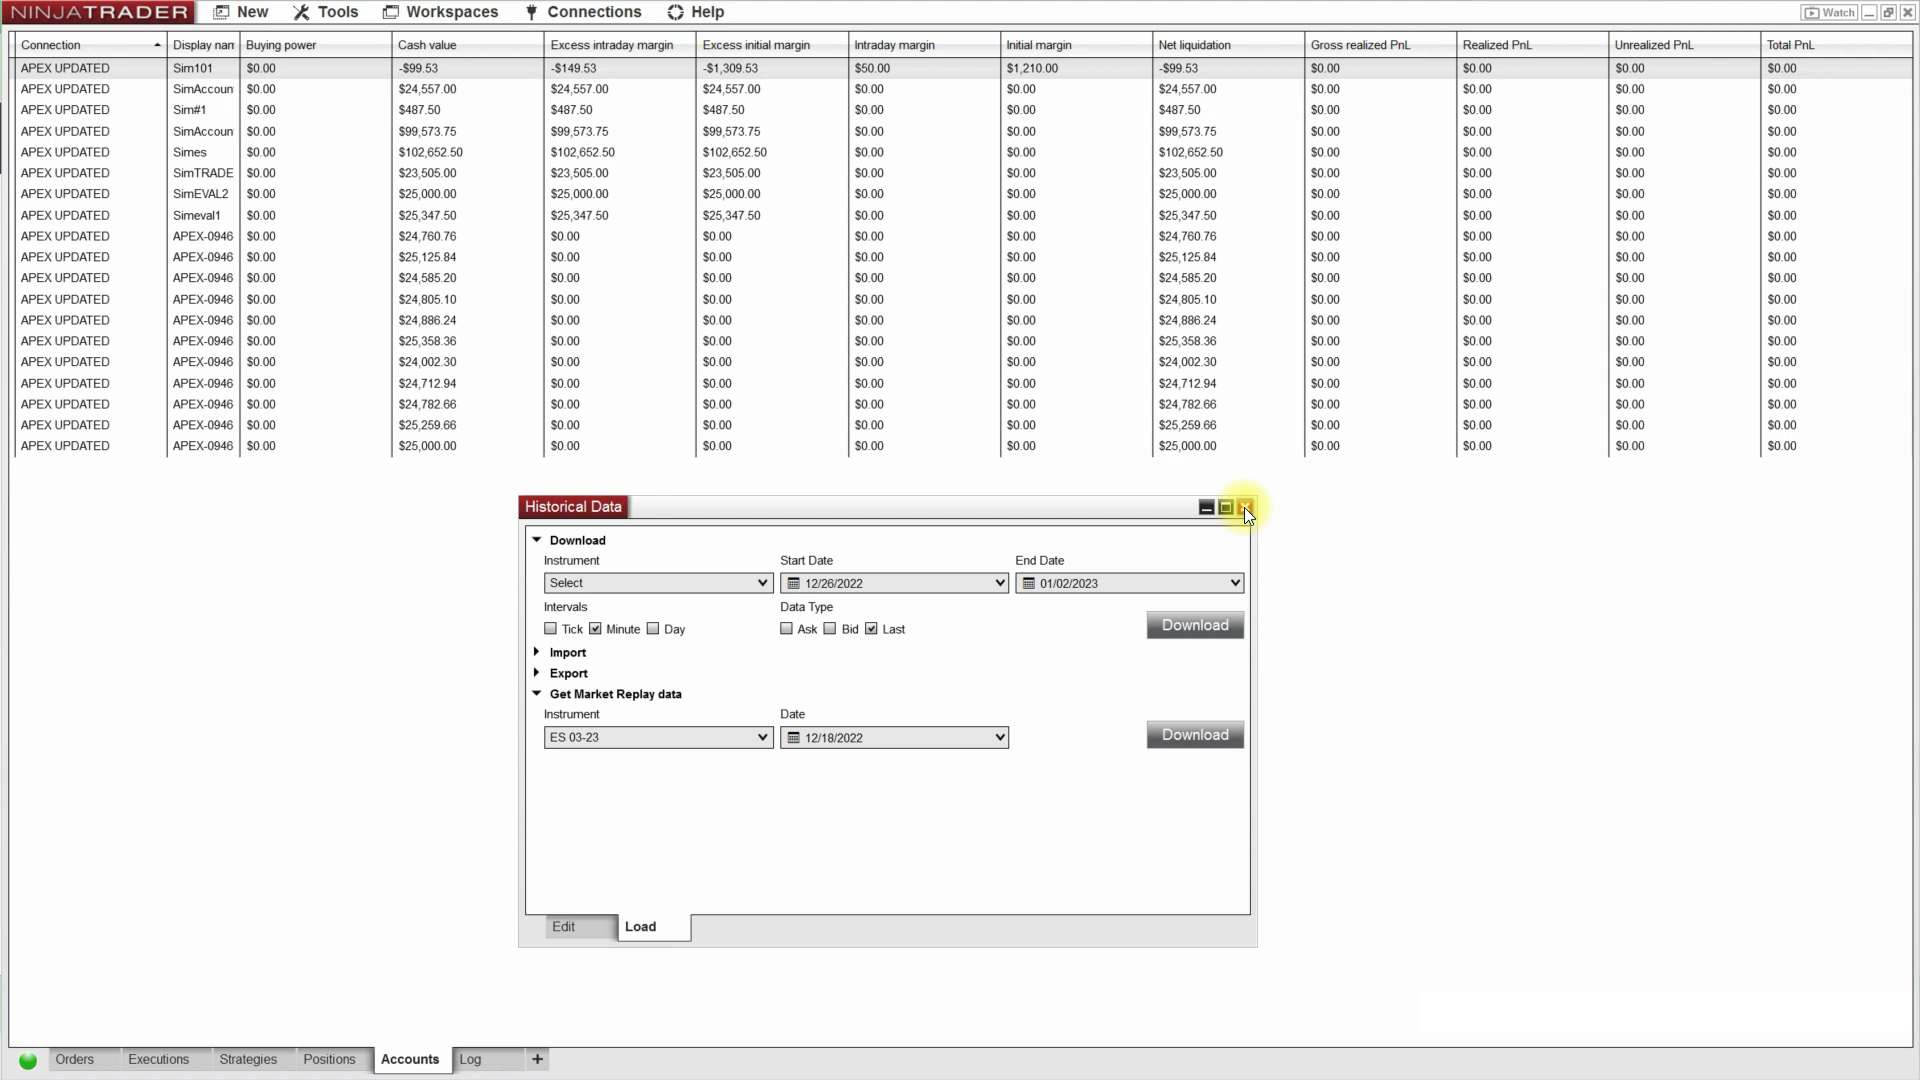 NINJATRADER New Tools Workspaces Connections Help Watch
Connection Display nam Buying power Cash value Excess intraday margin Excess initial margin Intraday margin Initial margin Net liquidation Gross realized PnL Realized PnL Unrealized PnL Total PnL
APEX UPDATED Sim101 $0.00 -$99.53 -$149.53 -$1,309.53 $50.00 $1,210.00 -$99.53 $0.00 $0.00 $0.00 $0.00
APEX UPDATED SimAccoun $0.00 $24,557.00 $24,557.00 $24,557.00 $0.00 $0.00 $24,557.00 $0.00 $0.00 $0.00 $0.00
APEX UPDATED Sim#1 $0.00 $487.50 $487.50 $487.50 $0.00 $0.00 $487.50 $0.00 $0.00 $0.00 $0.00
APEX UPDATED SimAccoun $0.00 $99,573.75 $99,573.75 $99,573.75 $0.00 $0.00 $99,573.75 $0.00 $0.00 $0.00 $0.00
APEX UPDATED Simes $0.00 $102,652.50 $102,652.50 $102,652.50 $0.00 $0.00 $102,652.50 $0.00 $0.00 $0.00 $0.00
APEX UPDATED SimTRADE $0.00 $23,505.00 $23,505.00 $23,505.00 $0.00 $0.00 $23,505.00 $0.00 $0.00 $0.00 $0.00
APEX UPDATED SimEVAL2 $0.00 $25,000.00 $25,000.00 $25,000.00 $0.00 $0.00 $25,000.00 $0.00 $0.00 $0.00 $0.00
APEX UPDATED Simeval1 $0.00 $25,347.50 $25,347.50 $25,347.50 $0.00 $0.00 $25,347.50 $0.00 $0.00 $0.00 $0.00
APEX UPDATED APEX-0946 $0.00 $24,760.76 $0.00 $0.00 $0.00 $0.00 $24,760.76 $0.00 $0.00 $0.00 $0.00
APEX UPDATED APEX-0946 $0.00 $25,125.84 $0.00 $0.00 $0.00 $0.00 $25,125.84 $0.00 $0.00 $0.00 $0.00
APEX UPDATED APEX-0946 $0.00 $24,585.20 $0.00 $0.00 $0.00 $0.00 $24,585.20 $0.00 $0.00 $0.00 $0.00
APEX UPDATED APEX-0946 $0.00 $24,805.10 $0.00 $0.00 $0.00 $0.00 $24,805.10 $0.00 $0.00 $0.00 $0.00
APEX UPDATED APEX-0946 $0.00 $24,886.24 $0.00 $0.00 $0.00 $0.00 $24,886.24 $0.00 $0.00 $0.00 $0.00
APEX UPDATED APEX-0946 $0.00 $25,358.36 $0.00 $0.00 $0.00 $0.00 $25,358.36 $0.00 $0.00 $0.00 $0.00
APEX UPDATED APEX-0946 $0.00 $24,002.30 $0.00 $0.00 $0.00 $0.00 $24,002.30 $0.00 $0.00 $0.00 $0.00
APEX UPDATED APEX-0946 $0.00 $24,712.94 $0.00 $0.00 $0.00 $0.00 $24,712.94 $0.00 $0.00 $0.00 $0.00
APEX UPDATED APEX-0946 $0.00 $24,782.66 $0.00 $0.00 $0.00 $0.00 $24,782.66 $0.00 $0.00 $0.00 $0.00
APEX UPDATED APEX-0946 $0.00 $25,259.66 $0.00 $0.00 $0.00 $0.00 $25,259.66 $0.00 $0.00 $0.00 $0.00
APEX UPDATED APEX-0946 $0.00 $25,000.00 $0.00 $0.00 $0.00 $0.00 $25,000.00 $0.00 $0.00 $0.00 $0.00
Historical Data
Download
Instrument Start Date End Date
Select 12/26/2022 01/02/2023
Intervals Data Type
Tick Minute Day Ask Bid Last Download
Import
Export
Get Market Replay data
Instrument Date
ES 03-23 12/18/2022 Download
Edit Load
Orders Executions Strategies Positions Accounts Log +